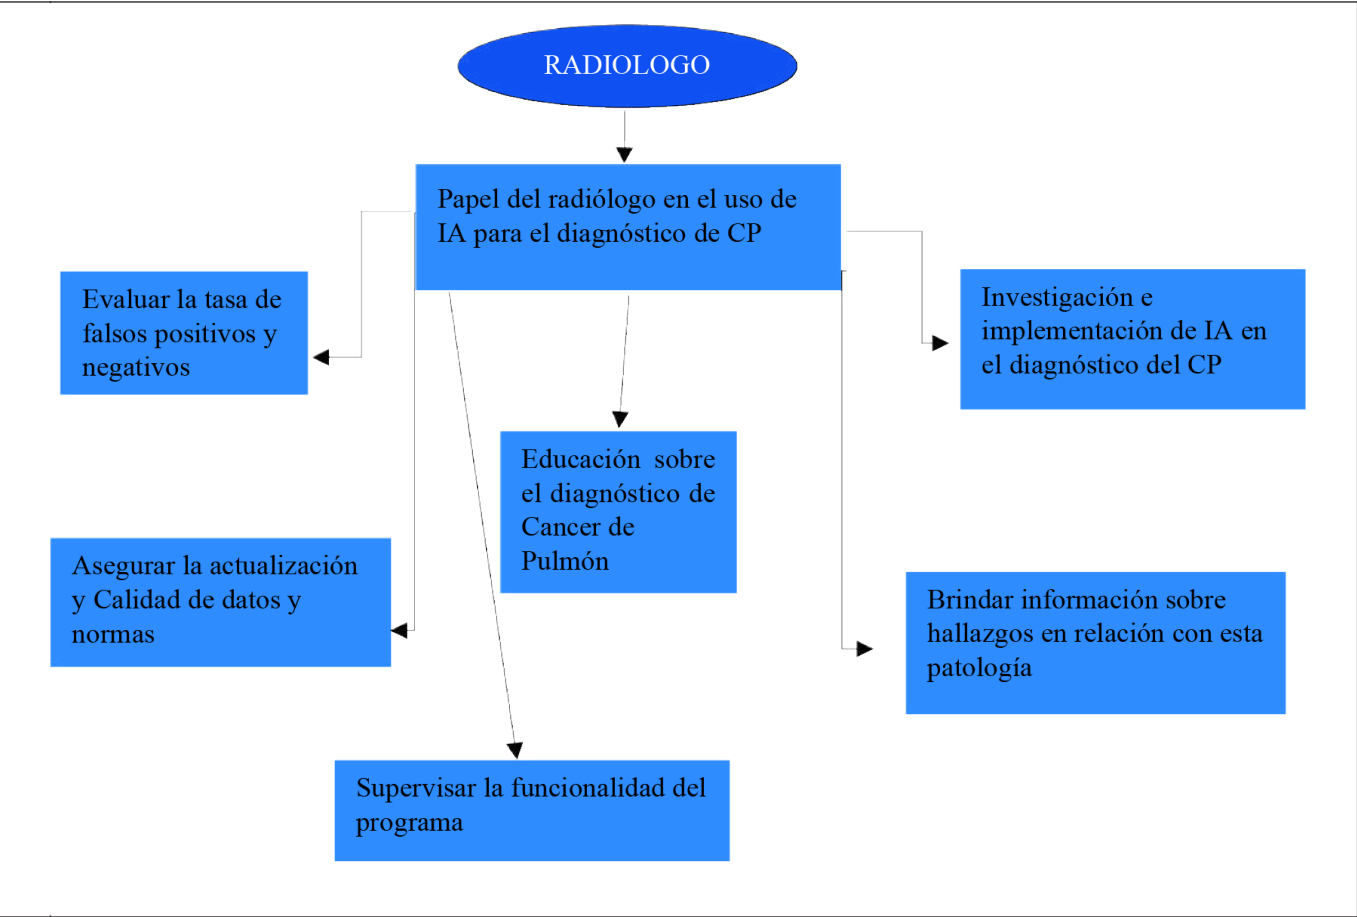 RADIOLOGO
Papel del radiólogo en el uso de
IA para el diagnóstico de CP
Evaluar la tasa de
falsos positivos y
negativos
Investigación e
implementación de IA en
el diagnóstico del CP
Educación sobre
el diagnóstico de
Cancer de
Pulmón
Asegurar la actualización
y Calidad de datos y
normas
Brindar información sobre
hallazgos en relación con esta
patología
Supervisar la funcionalidad del
programa